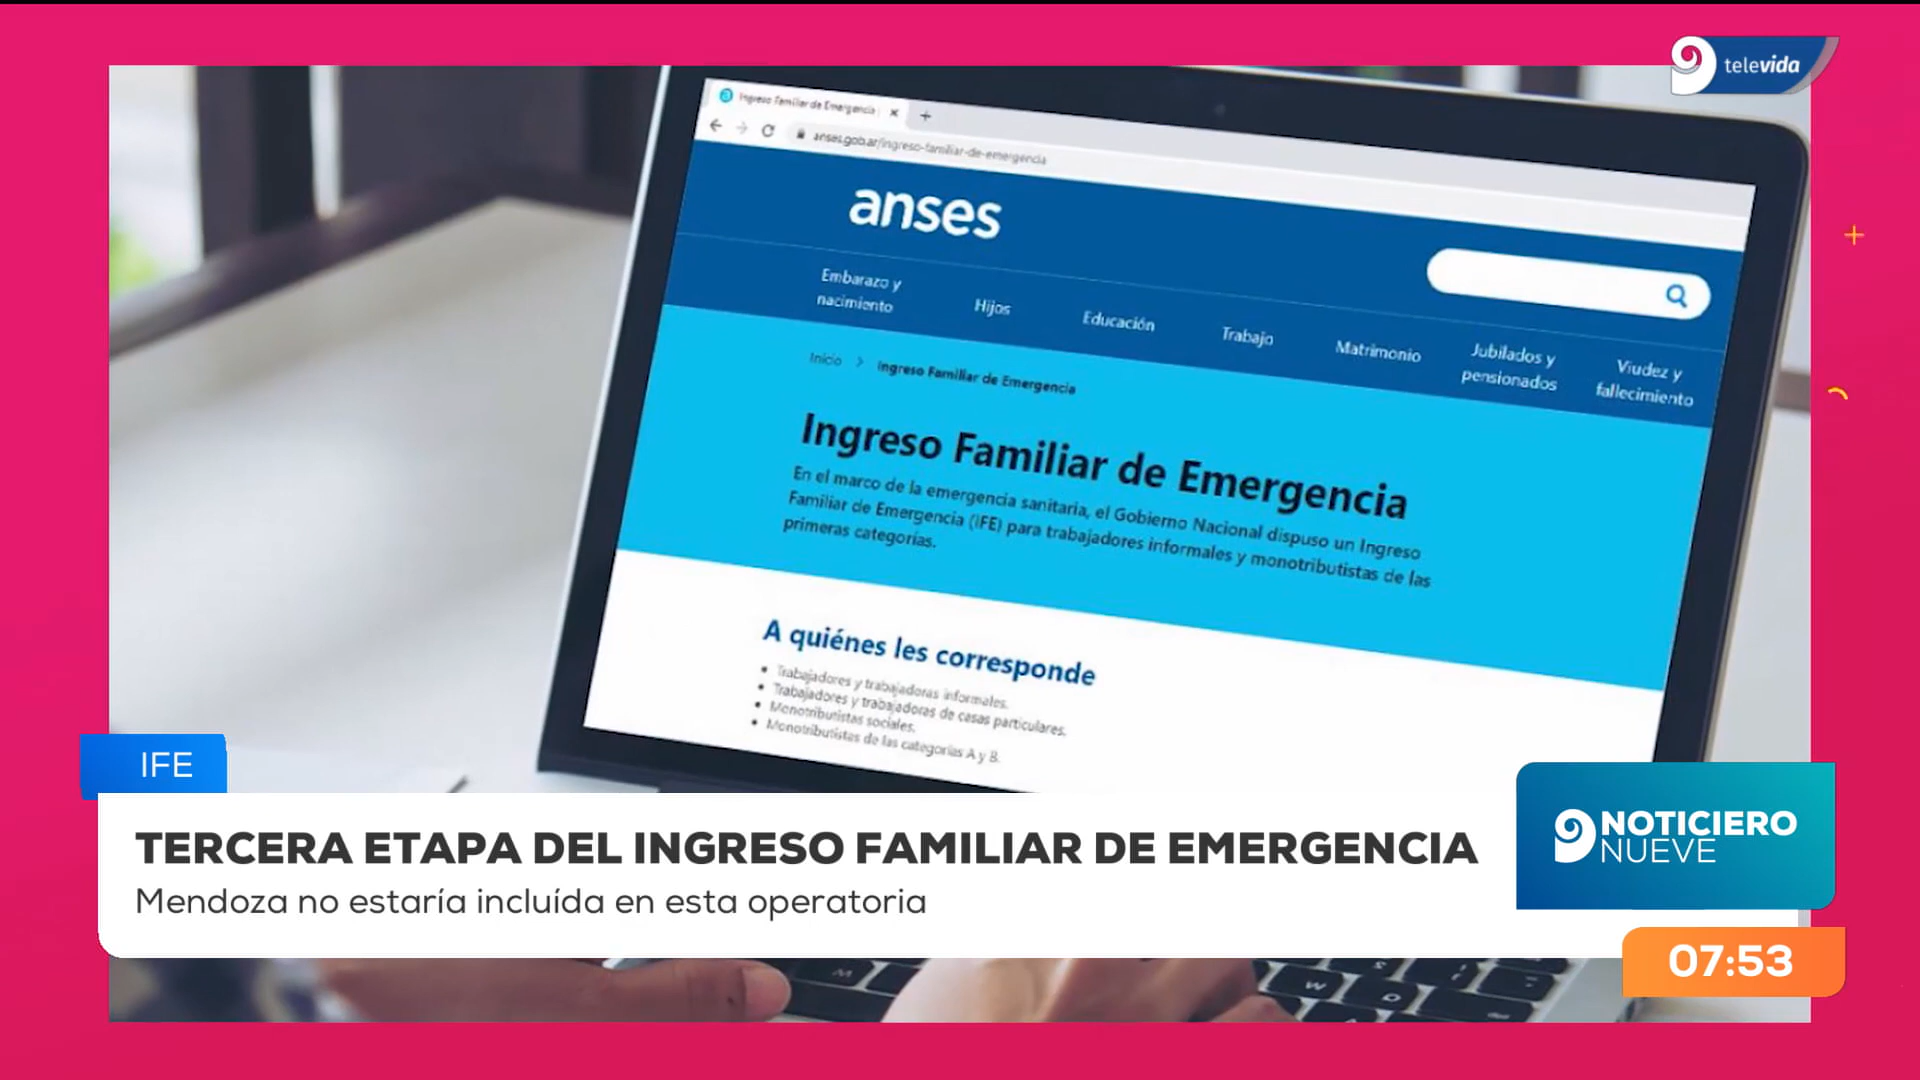 televida
Ingreso Familiar de Emergencia
anses.gob.ar/ingreso-familiar-de-emergencia
anses
Embarazo y
nacimiento
Hijos
Educación
Trabajo
Matrimonio
Jubilados y
pensionados
Viudez y
fallecimiento
Inicio > Ingreso Familiar de Emergencia
Ingreso Familiar de Emergencia
En el marco de la emergencia sanitaria, el Gobierno Nacional dispuso un Ingreso
Familiar de Emergencia (IFE) para trabajadores informales y monotributistas de las
primeras categorías.
A quiénes les corresponde
• Trabajadores y trabajadoras informales.
• Trabajadores y trabajadoras de casas particulares.
• Monotributistas sociales.
• Monotributistas de las categorías A y B.
IFE
TERCERA ETAPA DEL INGRESO FAMILIAR DE EMERGENCIA
Mendoza no estaría incluída en esta operatoria
NOTICIERO
NUEVE
07:53